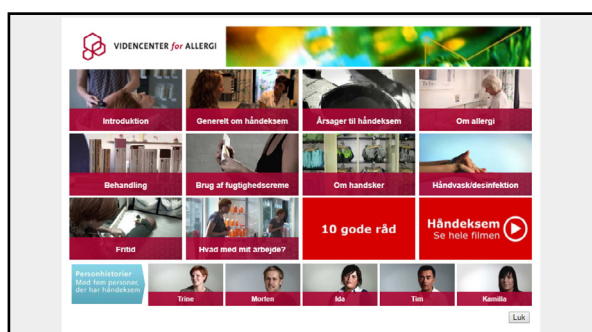 VIDENCENTER for ALLERGI
Introduktion
Generelt om håndeksem
Årsager til håndeksem
Om allergi
Behandling
Brug af fugtighedscreme
Om handsker
Håndvask/desinfektion
Fritid
Hvad med mit arbejde?
10 gode råd
Håndeksem
Se hele filmen
Personhistorier
Mød fem personer,
der har håndeksem
Trine
Morten
Ida
Tim
Kamilla
Luk